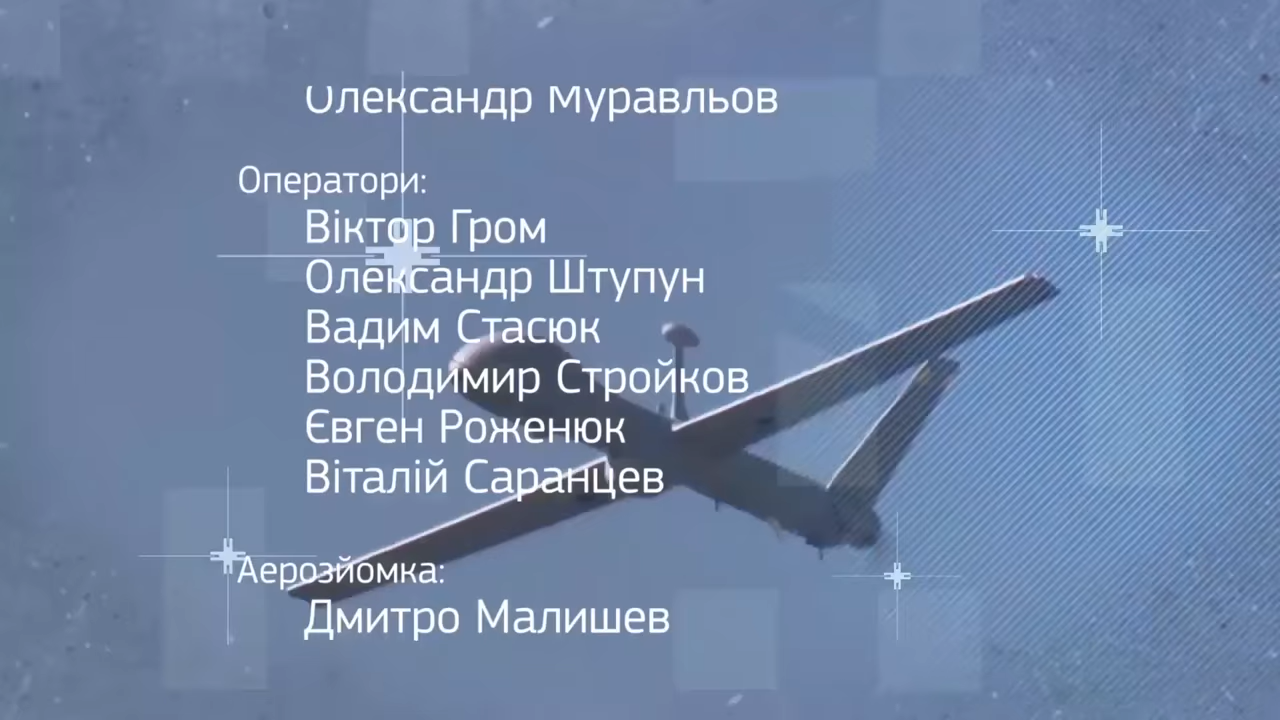 Олександр Муравльов
Оператори:
Віктор Гром
Олександр Штупун
Вадим Стасюк
Володимир Стройков
Євген Роженюк
Віталій Саранцев
Аерозйомка:
Дмитро Малишев